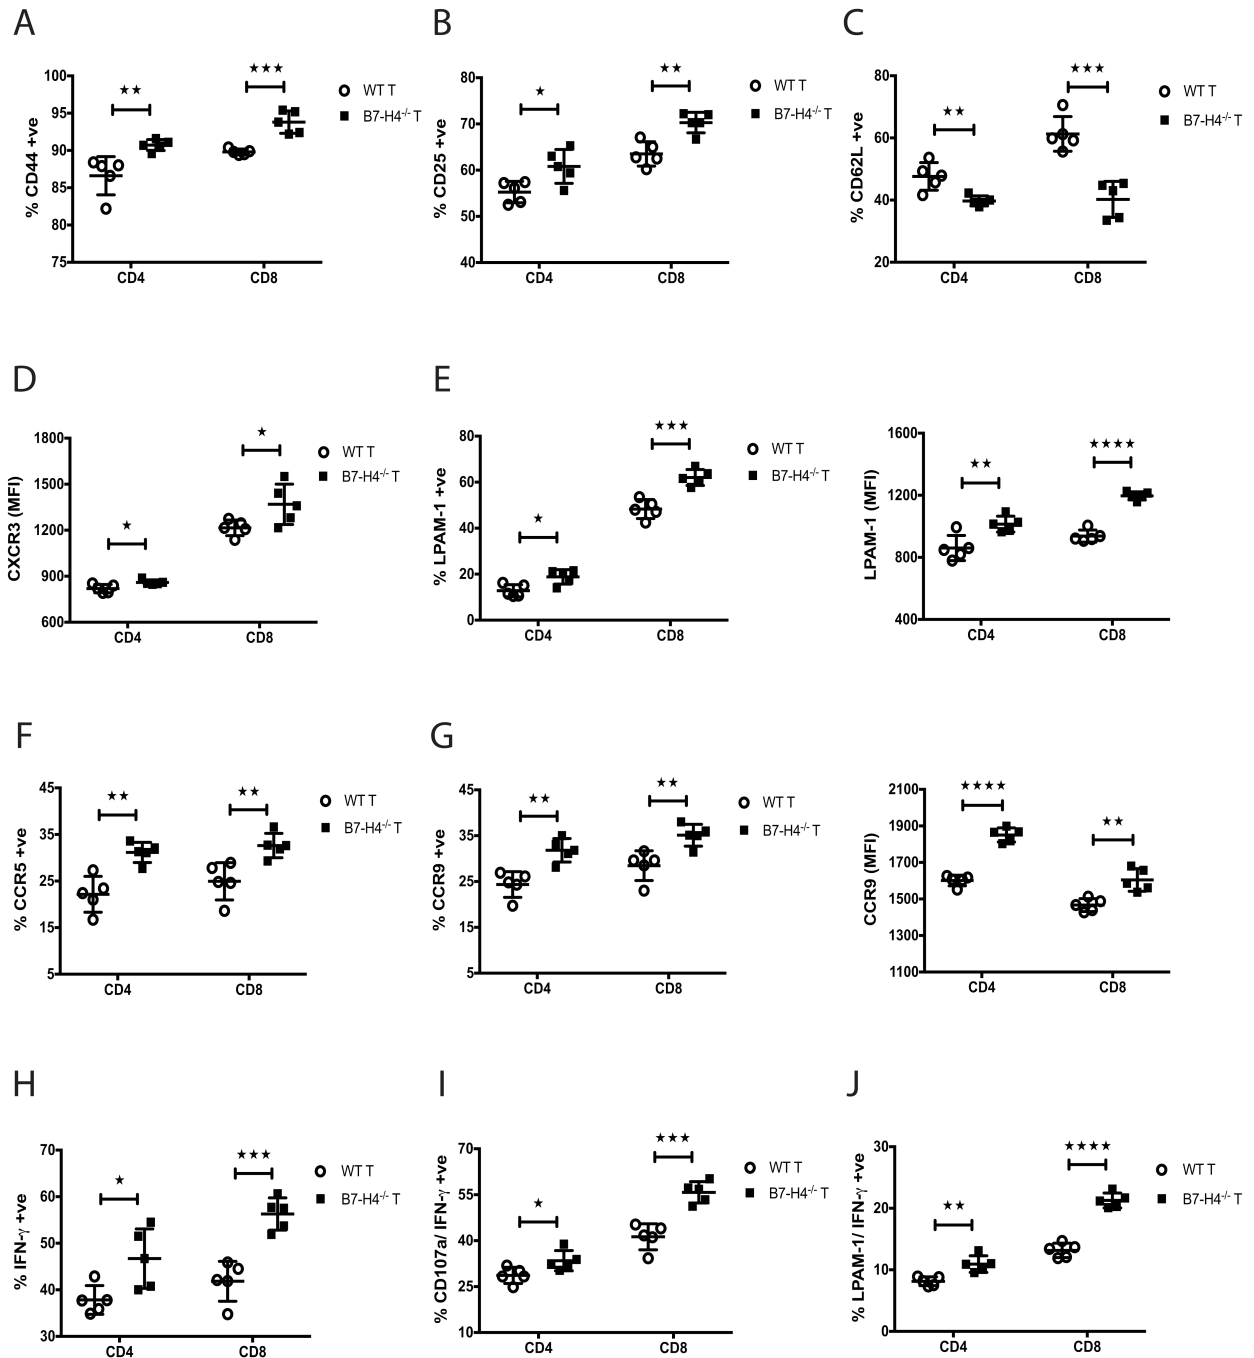 A
B
C
% CD44 +ve
100
95
90
85
80
75
★★
★★★
CD4
CD8
WT T
B7-H4-/- T
% CD25 +ve
80
70
60
50
40
★
★★
CD4
CD8
WT T
B7-H4-/- T
% CD62L +ve
80
60
40
20
★★
★★★
CD4
CD8
WT T
B7-H4-/- T
D
E
CXCR3 (MFI)
1800
1500
1200
900
600
★
★
CD4
CD8
WT T
B7-H4-/- T
% LPAM-1 +ve
80
60
40
20
0
★
★★★
CD4
CD8
WT T
B7-H4-/- T
LPAM-1 (MFI)
1600
1200
800
400
★★
★★★★
CD4
CD8
F
G
% CCR5 +ve
45
35
25
15
5
★★
★★
CD4
CD8
WT T
B7-H4-/- T
% CCR9 +ve
45
35
25
15
5
★★
★★
CD4
CD8
WT T
B7-H4-/- T
CCR9 (MFI)
2100
1900
1700
1500
1300
1100
★★★★
★★
CD4
CD8
H
I
J
% IFN-γ +ve
70
60
50
40
30
★
★★★
CD4
CD8
WT T
B7-H4-/- T
% CD107a/ IFN-γ +ve
70
55
40
25
10
★
★★★
CD4
CD8
WT T
B7-H4-/- T
% LPAM-1/ IFN-γ +ve
30
20
10
0
★★
★★★★
CD4
CD8
WT T
B7-H4-/- T